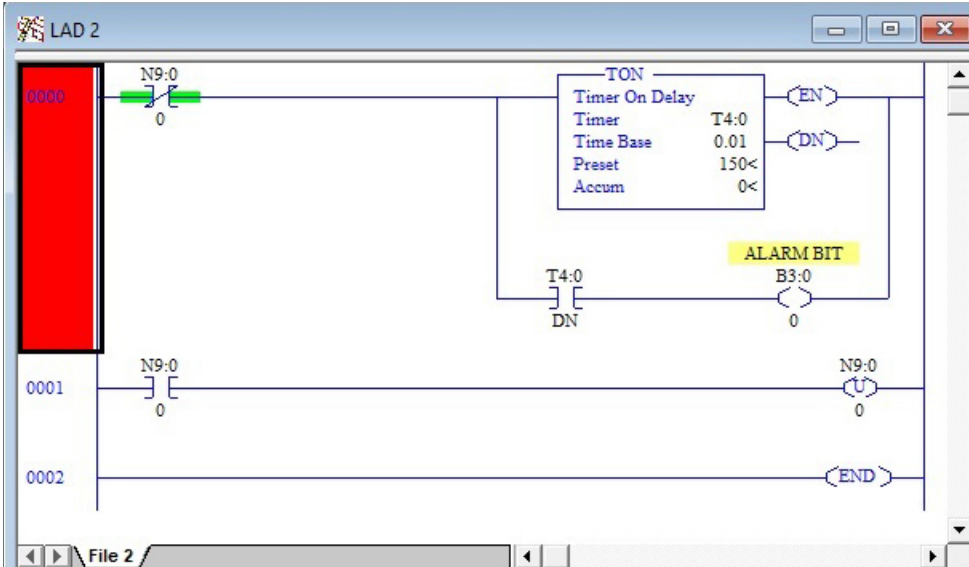 LAD 2
0000
N9:0
0
TON
Timer On Delay
Timer T4:0
Time Base 0.01
Preset 150<
Accum 0<
EN
DN
ALARM BIT
T4:0
DN
B3:0
0
0001
N9:0
0
N9:0
U
0
0002
END
File 2